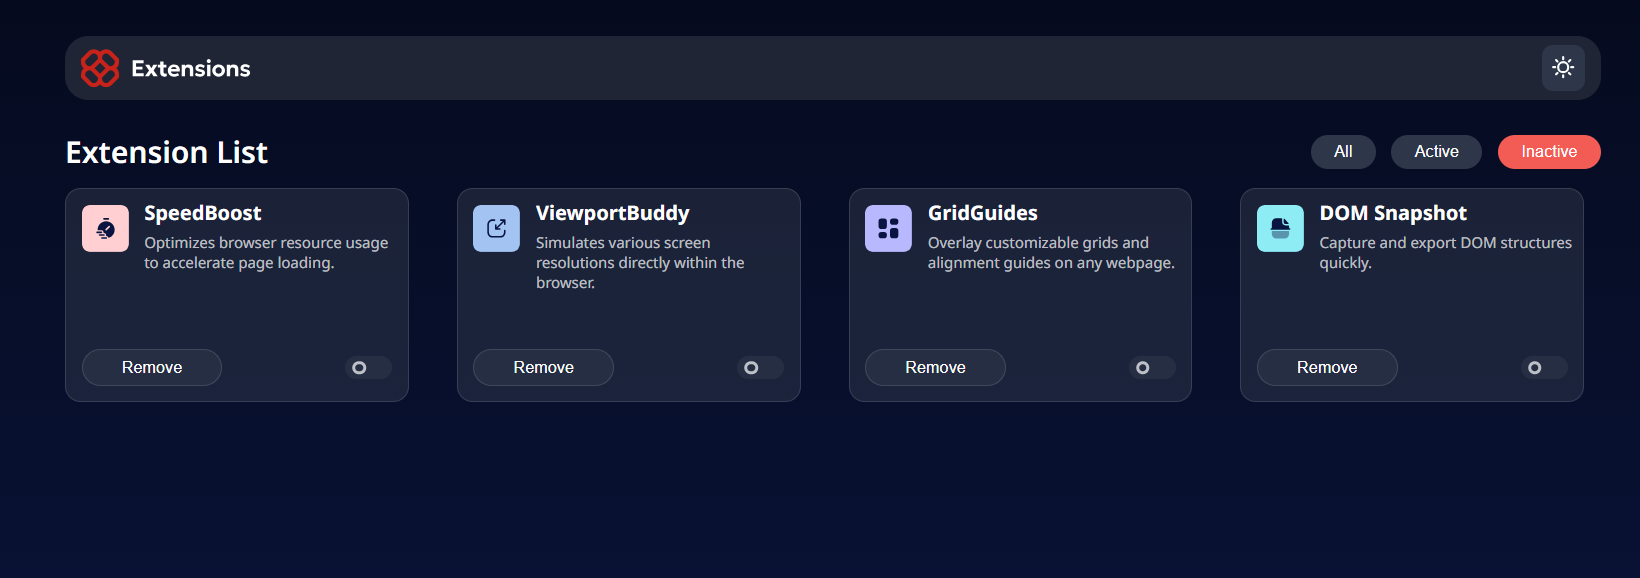 Extensions
Extension List
All
Active
Inactive
SpeedBoost
Optimizes browser resource usage
to accelerate page loading.
Remove
ViewportBuddy
Simulates various screen
resolutions directly within the
browser.
Remove
GridGuides
Overlay customizable grids and
alignment guides on any webpage.
Remove
DOM Snapshot
Capture and export DOM structures
quickly.
Remove